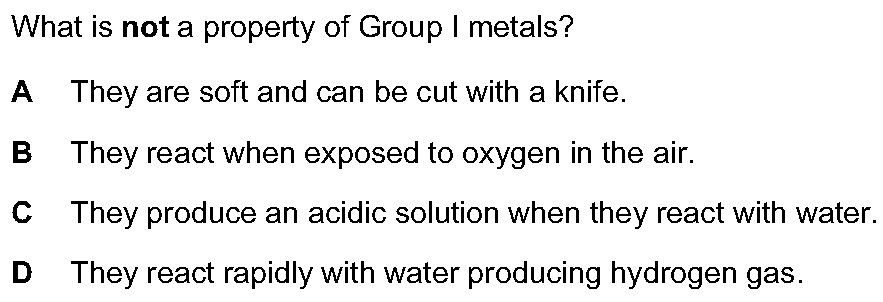 What is not a property of Group I metals?
A They are soft and can be cut with a knife.
B They react when exposed to oxygen in the air.
C They produce an acidic solution when they react with water.
D They react rapidly with water producing hydrogen gas.